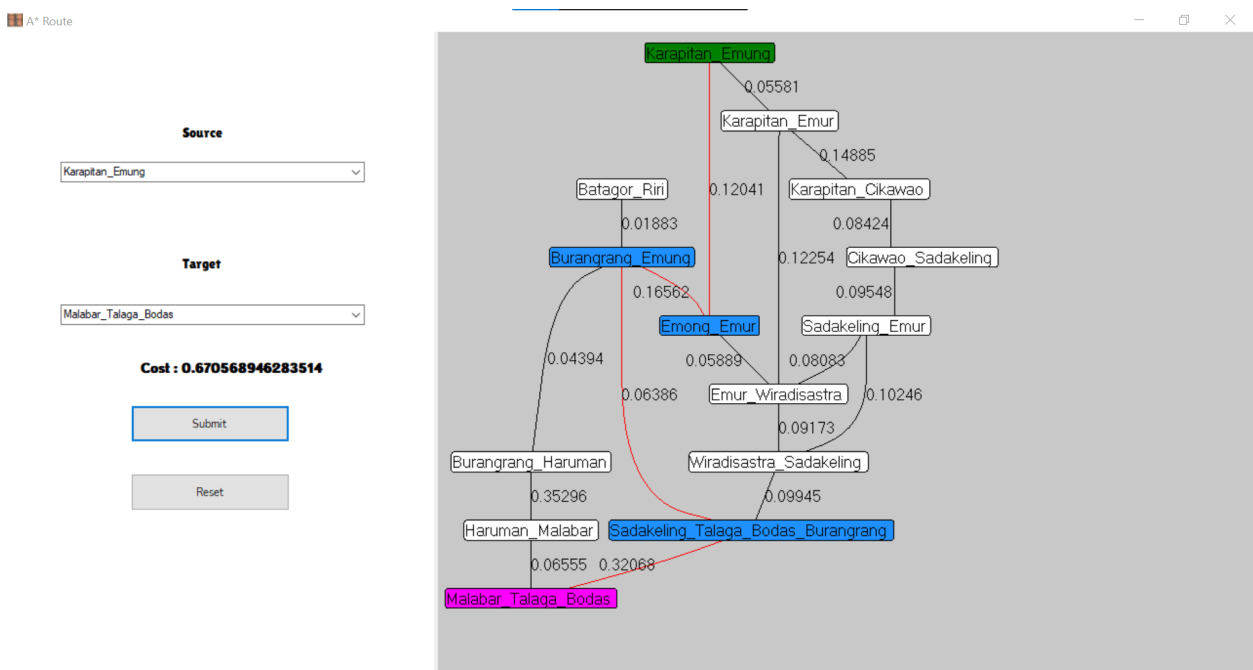 A* Route
Source
Karapitan_Emung
Target
Malabar_Talaga_Bodas
Cost : 0.670568946283514
Submit
Reset
Karapitan_Emung
0.05581
Karapitan_Emur
0.14885
Batagor_Riri
0.12041
Karapitan_Cikawao
0.01883
0.08424
Burangrang_Emung
0.12254
Cikawao_Sadakeling
0.16562
0.09548
Emong_Emur
Sadakeling_Emur
0.04394
0.05889
0.08083
0.06386
Emur_Wiradisastra
0.10246
0.09173
Burangrang_Haruman
Wiradisastra_Sadakeling
0.35296
0.09945
Haruman_Malabar
Sadakeling_Talaga_Bodas_Burangrang
0.06555
0.32068
Malabar_Talaga_Bodas